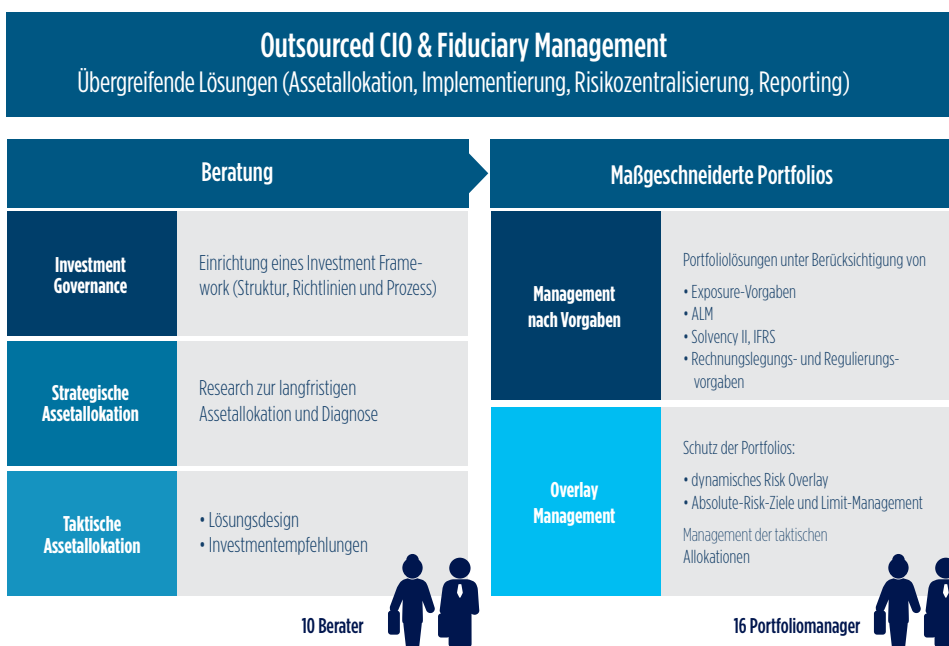 Outsourced CIO & Fiduciary Management
Übergreifende Lösungen (Assetallokation, Implementierung, Risikozentralisierung, Reporting)
Beratung
Investment
Governance
Einrichtung eines Investment Frame-
work (Struktur, Richtlinien und Prozess)
Strategische
Assetallokation
Research zur langfristigen
Assetallokation und Diagnose
Taktische
Assetallokation
• Lösungsdesign
• Investmentempfehlungen
10 Berater
Maßgeschneiderte Portfolios
Management
nach Vorgaben
Portfoliolösungen unter Berücksichtigung von
• Exposure-Vorgaben
• ALM
• Solvency II, IFRS
• Rechnungslegungs- und Regulierungs-
vorgaben
Overlay
Management
Schutz der Portfolios:
• dynamisches Risk Overlay
• Absolute-Risk-Ziele und Limit-Management
Management der taktischen
Allokationen
16 Portfoliomanager